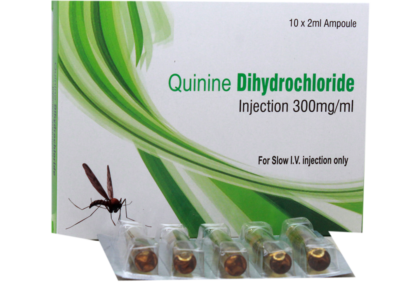 10 x 2ml Ampoule
Quinine Dihydrochloride
Injection 300mg/ml
For Slow I.V. injection only